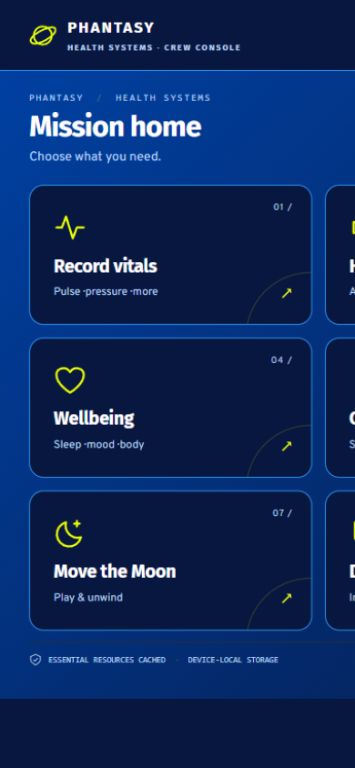 PHANTASY
HEALTH SYSTEMS · CREW CONSOLE
PHANTASY / HEALTH SYSTEMS
Mission home
Choose what you need.
01 /
Record vitals
Pulse ·pressure ·more
↗
04 /
Wellbeing
Sleep ·mood ·body
↗
07 /
Move the Moon
Play & unwind
↗
ESSENTIAL RESOURCES CACHED · DEVICE-LOCAL STORAGE